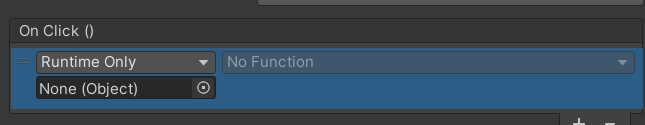 On Click ()
Runtime Only No Function
None (Object)